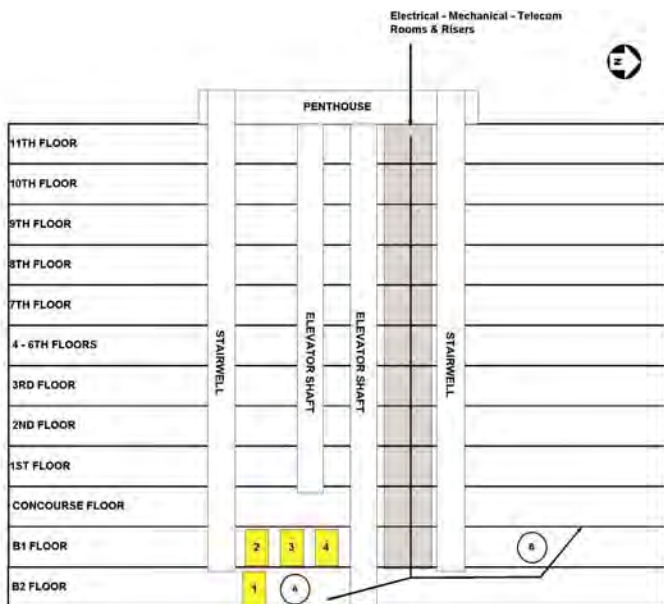 Electrical - Mechanical - Telecom
Rooms & Risers
N
PENTHOUSE
11TH FLOOR
10TH FLOOR
9TH FLOOR
8TH FLOOR
7TH FLOOR
4 - 6TH FLOORS
3RD FLOOR
2ND FLOOR
1ST FLOOR
CONCOURSE FLOOR
B1 FLOOR
B2 FLOOR
STAIRWELL
ELEVATOR SHAFT
ELEVATOR SHAFT
STAIRWELL
2 3 4
1